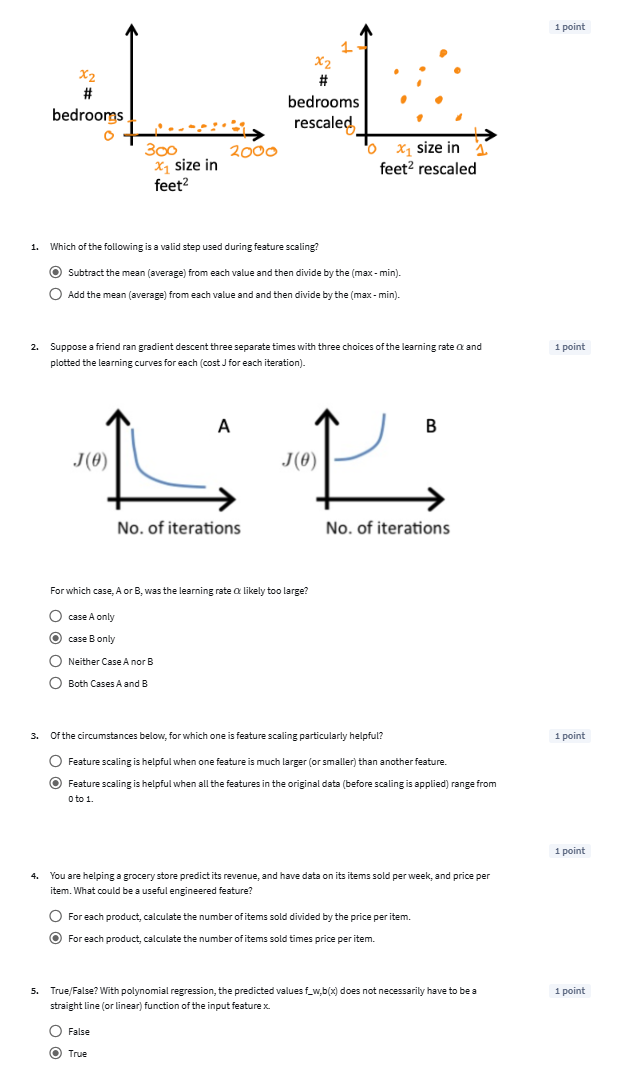 1 point
x₂
#
bedrooms
5
0
300
2000
x₁ size in
feet²
1
x₂
#
bedrooms
rescaled
0
0
x₁ size in
1
feet² rescaled
1. Which of the following is a valid step used during feature scaling?
Subtract the mean (average) from each value and then divide by the (max - min).
Add the mean (average) from each value and and then divide by the (max - min).
2. Suppose a friend ran gradient descent three separate times with three choices of the learning rate α and
1 point
plotted the learning curves for each (cost J for each iteration).
A
J(θ)
No. of iterations
B
J(θ)
No. of iterations
For which case, A or B, was the learning rate α likely too large?
case A only
case B only
Neither Case A nor B
Both Cases A and B
3. Of the circumstances below, for which one is feature scaling particularly helpful?
1 point
Feature scaling is helpful when one feature is much larger (or smaller) than another feature.
Feature scaling is helpful when all the features in the original data (before scaling is applied) range from
0 to 1.
1 point
4. You are helping a grocery store predict its revenue, and have data on its items sold per week, and price per
item. What could be a useful engineered feature?
For each product, calculate the number of items sold divided by the price per item.
For each product, calculate the number of items sold times price per item.
5. True/False? With polynomial regression, the predicted values f_w,b(x) does not necessarily have to be a
1 point
straight line (or linear) function of the input feature x.
False
True